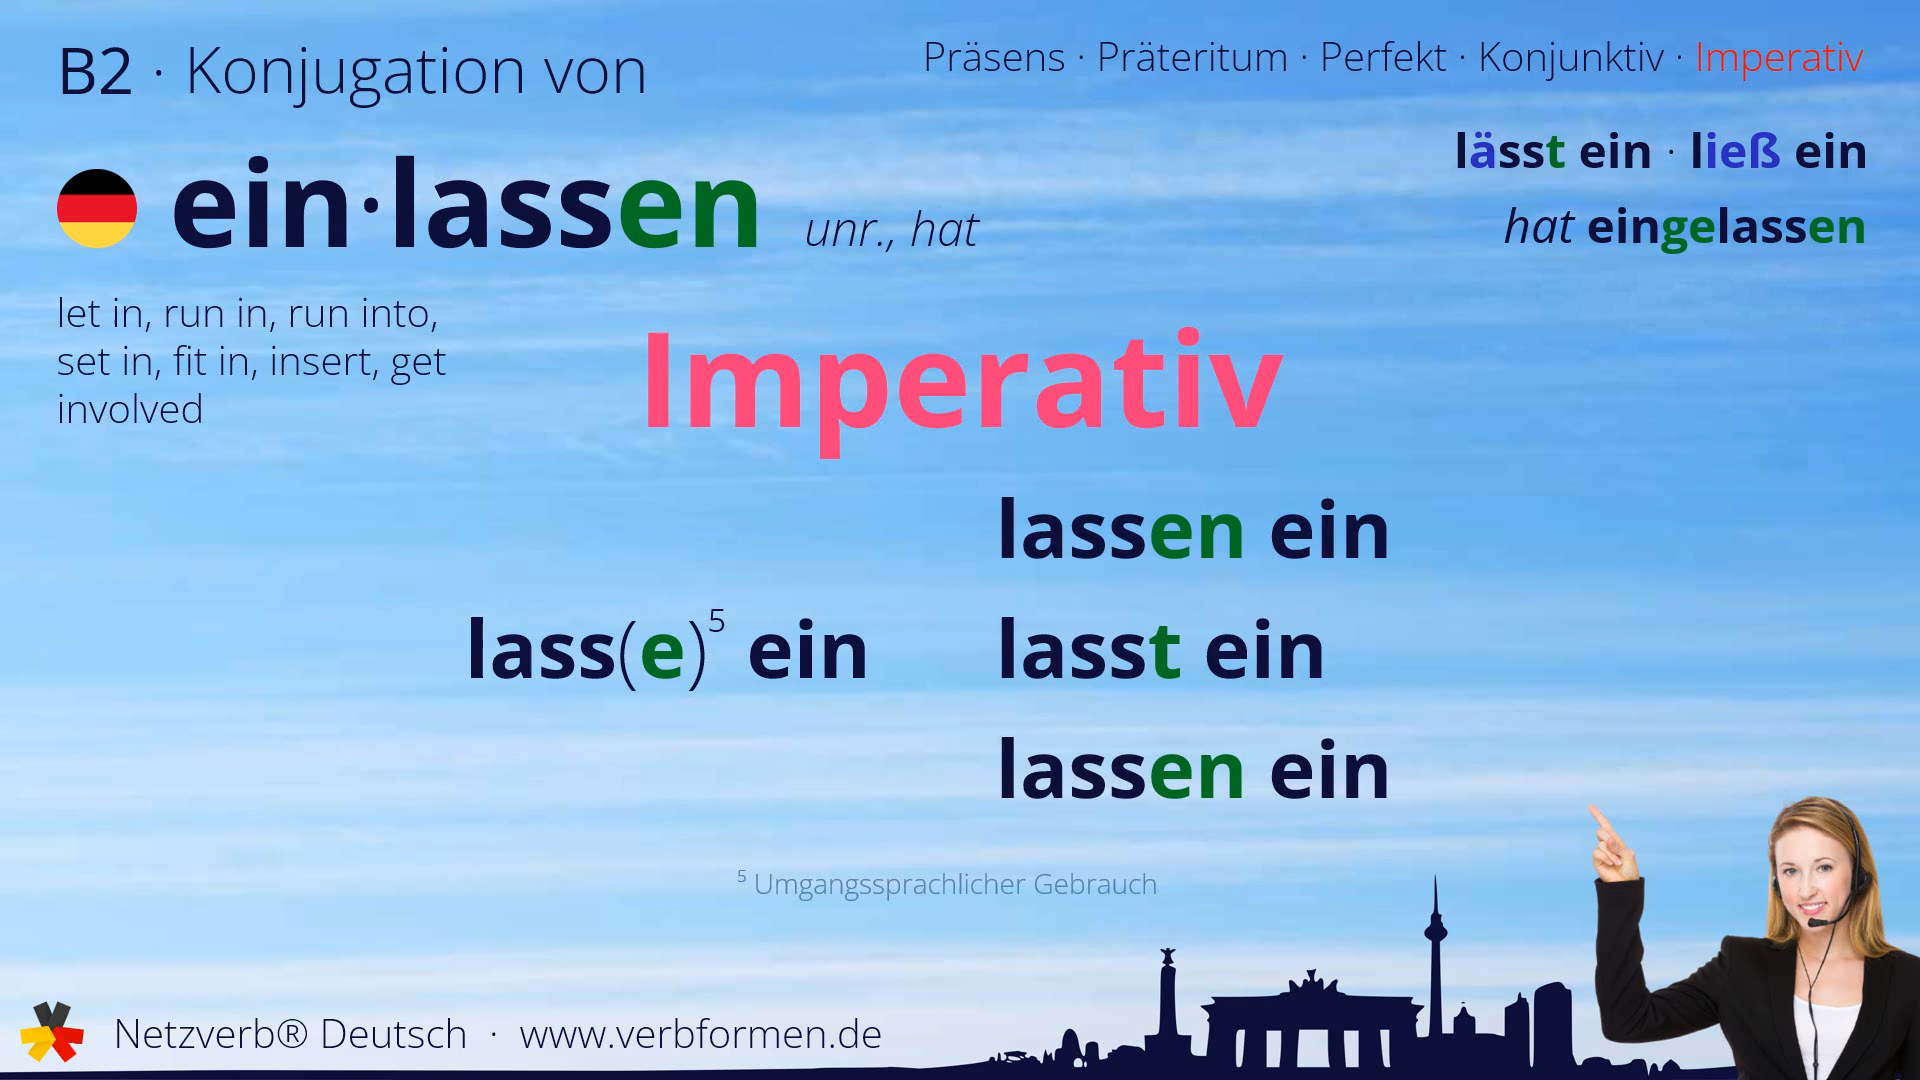 B2 · Konjugation von
Präsens · Präteritum · Perfekt · Konjunktiv · Imperativ
ein·lassen unr., hat
lässt ein · ließ ein
hat eingelassen
let in, run in, run into,
set in, fit in, insert, get
involved
Imperativ
lassen ein
lass(e)⁵ ein lasst ein
lassen ein
⁵ Umgangssprachlicher Gebrauch
Netzverb® Deutsch · www.verbformen.de